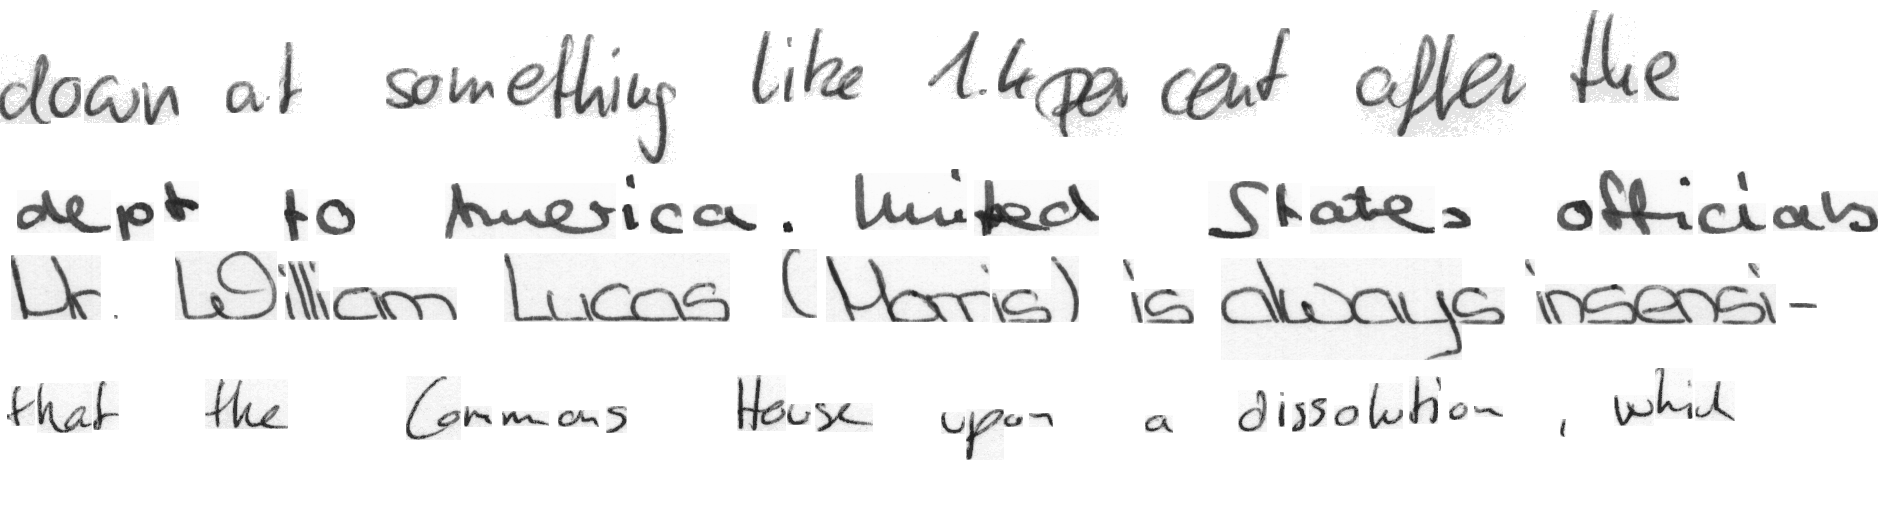 down at something like 1.4 per cent after the
dept to America. United States officials
Mr. William Lucas (Morris) is always insensi-
that the Commons House upon a dissolution, which